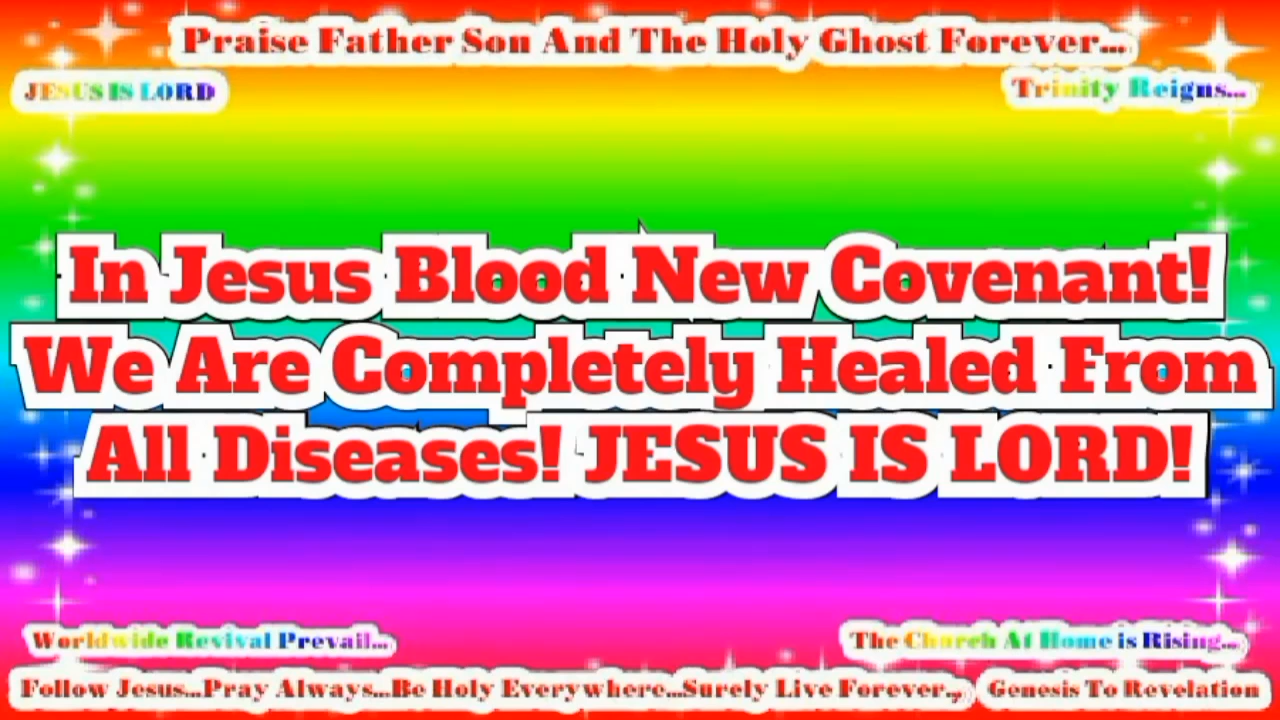 Praise Father Son And The Holy Ghost Forever...
JESUS IS LORD
Trinity Reigns...
In Jesus Blood New Covenant!
We Are Completely Healed From
All Diseases! JESUS IS LORD!
Worldwide Revival Prevail...
The Church At Home is Rising...
Follow Jesus...Pray Always...Be Holy Everywhere...Surely Live Forever...
Genesis To Revelation